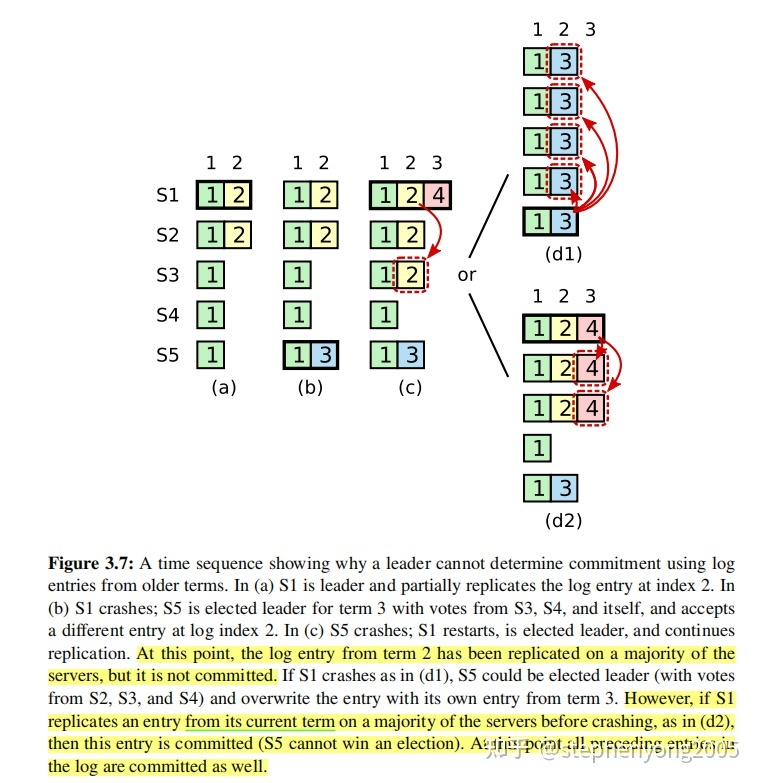 1 2
1 2
1 2 3
S1 1 2 1 2 1 2 4
S2 1 2 1 2 1 2
S3 1 1 1 2
S4 1 1 1
S5 1 1 3 1 3
(a) (b) (c)
or
1 2 3
1 3
1 3
1 3
1 3
1 3
(d1)
1 2 3
1 2 4
1 2 4
1 2 4
1
1 3
(d2)
Figure 3.7: A time sequence showing why a leader cannot determine commitment using log
entries from older terms. In (a) S1 is leader and partially replicates the log entry at index 2. In
(b) S1 crashes; S5 is elected leader for term 3 with votes from S3, S4, and itself, and accepts
a different entry at log index 2. In (c) S5 crashes; S1 restarts, is elected leader, and continues
replication. At this point, the log entry from term 2 has been replicated on a majority of the
servers, but it is not committed. If S1 crashes as in (d1), S5 could be elected leader (with votes
from S2, S3, and S4) and overwrite the entry with its own entry from term 3. However, if S1
replicates an entry from its current term on a majority of the servers before crashing, as in (d2),
then this entry is committed (S5 cannot win an election). At this point all preceding entries in
the log are committed as well.
知乎 @stephenyong2005